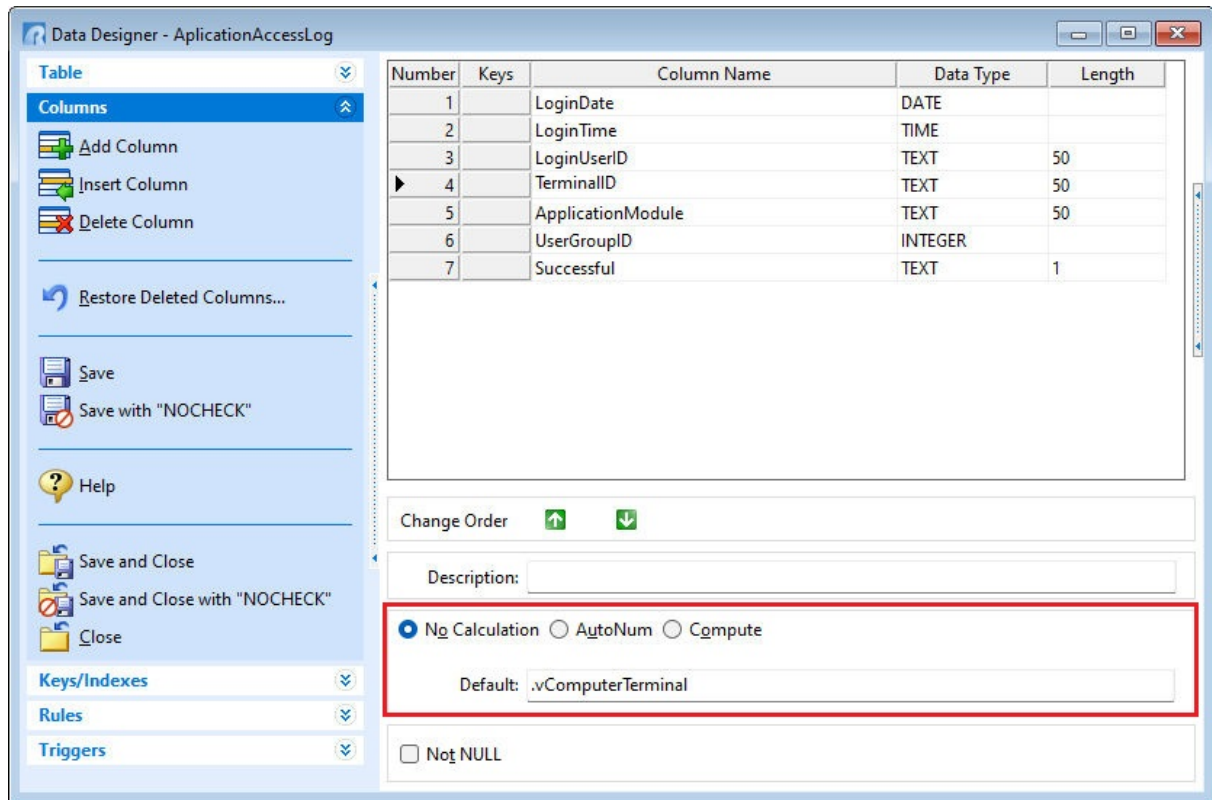 Data Designer - AplicationAccessLog
Table
Columns
Add Column
Insert Column
Delete Column
Restore Deleted Columns...
Save
Save with "NOCHECK"
Help
Save and Close
Save and Close with "NOCHECK"
Close
Keys/Indexes
Rules
Triggers
Number Keys Column Name Data Type Length
1 LoginDate DATE
2 LoginTime TIME
3 LoginUserID TEXT 50
4 TerminalID TEXT 50
5 ApplicationModule TEXT 50
6 UserGroupID INTEGER
7 Successful TEXT 1
Change Order
Description:
No Calculation AutoNum Compute
Default: .vComputerTerminal
Not NULL